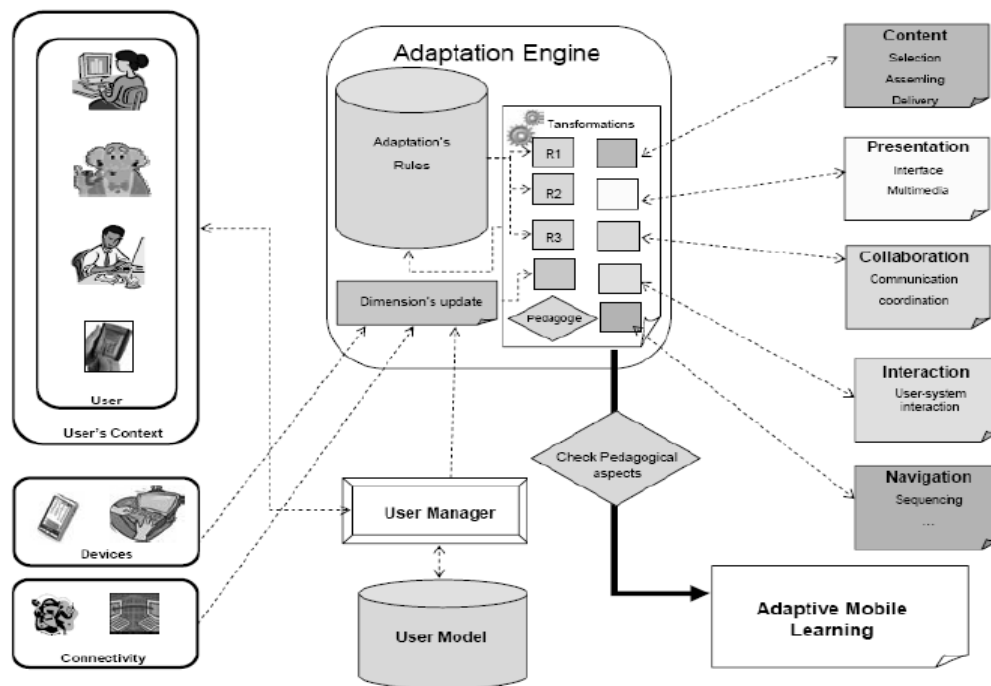 User
User's Context
Devices
Connectivity
Adaptation Engine
Adaptation's
Rules
Tansformations
R1
R2
R3
Dimension's update
Pedagoge
User Manager
User Model
Check Pedagogical
aspects
Content
Selection
Assemling
Delivery
Presentation
Interface
Multimedia
Collaboration
Communication
coordination
Interaction
User-system
interaction
Navigation
Sequencing
...
Adaptive Mobile
Learning